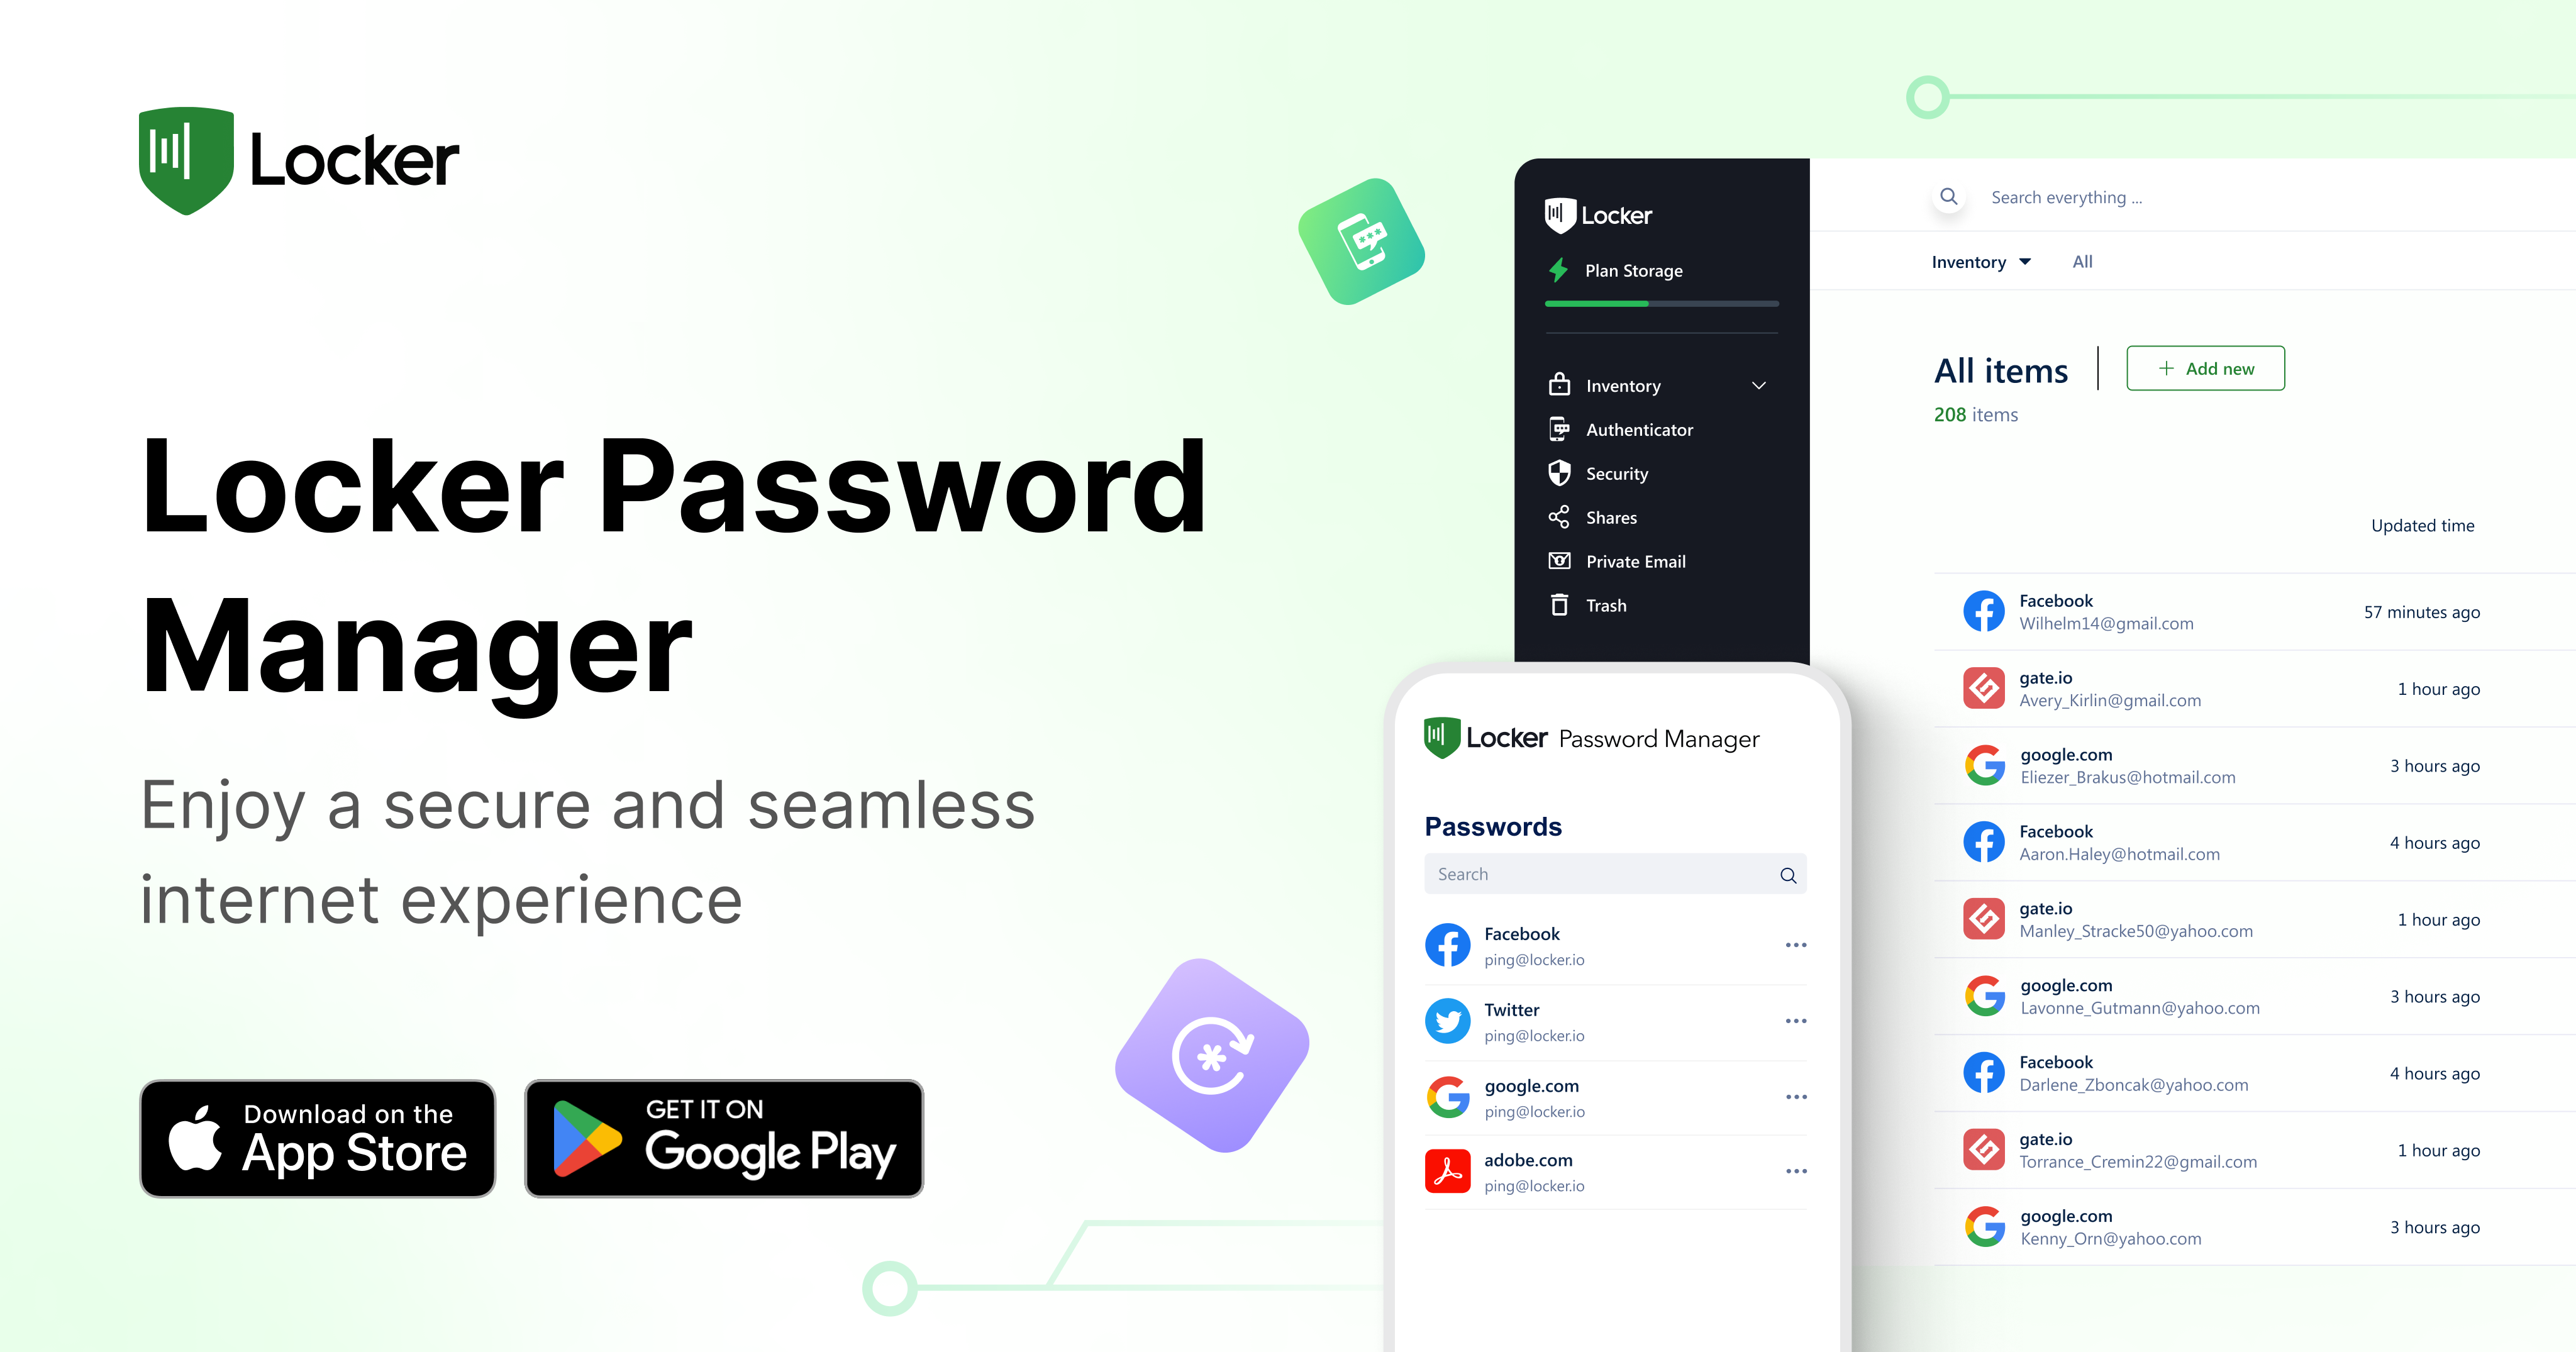 Locker
Locker Password
Manager
Enjoy a secure and seamless
internet experience
Download on the
App Store
GET IT ON
Google Play
Locker
Plan Storage
Inventory
Authenticator
Security
Shares
Private Email
Trash
Search everything ...
Inventory All
All items
+ Add new
208 items
Updated time
Facebook
Wilhelm14@gmail.com
57 minutes ago
gate.io
Avery_Kirlin@gmail.com
1 hour ago
google.com
Eliezer_Brakus@hotmail.com
3 hours ago
Facebook
Aaron.Haley@hotmail.com
4 hours ago
gate.io
Manley_Stracke50@yahoo.com
1 hour ago
google.com
Lavonne_Gutmann@yahoo.com
3 hours ago
Facebook
Darlene_Zboncak@yahoo.com
4 hours ago
gate.io
Torrance_Cremin22@gmail.com
1 hour ago
google.com
Kenny_Orn@yahoo.com
3 hours ago
Locker Password Manager
Passwords
Search
Facebook
ping@locker.io
Twitter
ping@locker.io
google.com
ping@locker.io
adobe.com
ping@locker.io